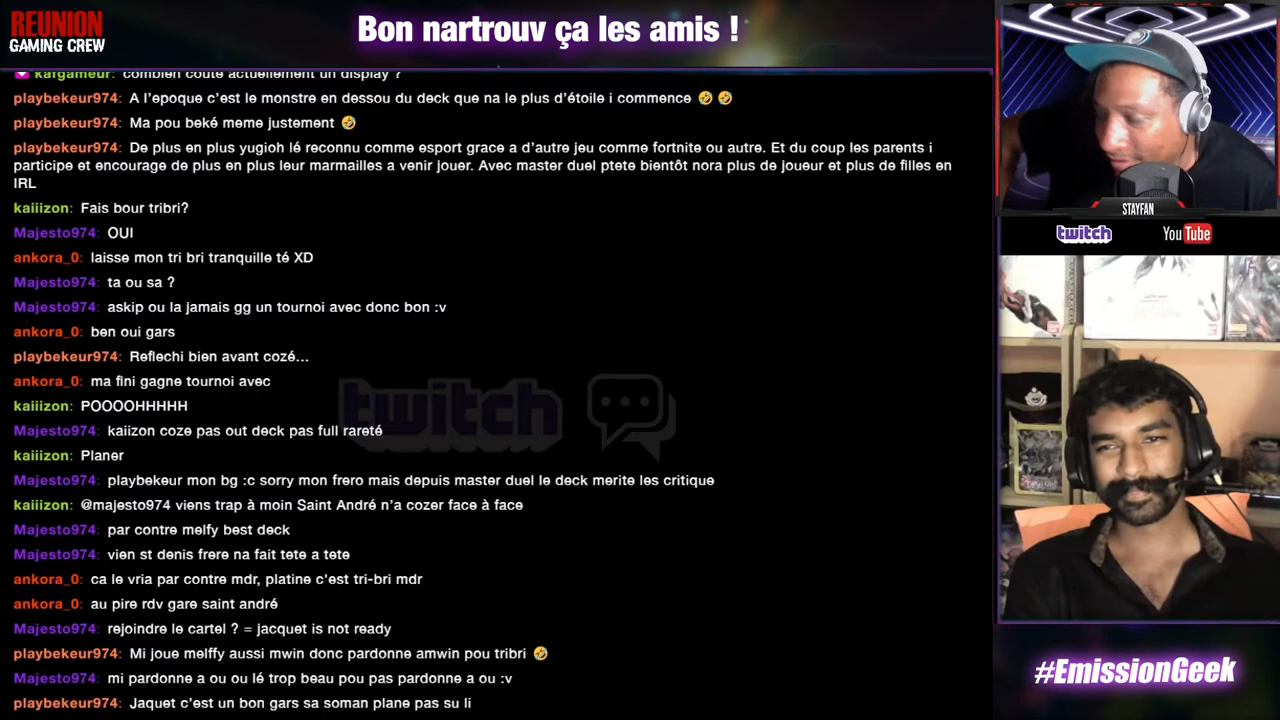 REUNION
GAMING CREW
Bon nartrouv ça les amis !
kargameur: combien coute actuellement un display ?
playbekeur974: A l’epoque c’est le monstre en dessou du deck que na le plus d’étoile i commence 🤣 🤣
playbekeur974: Ma pou beké meme justement 🤣
playbekeur974: De plus en plus yugioh lé reconnu comme esport grace a d’autre jeu comme fortnite ou autre. Et du coup les parents i
participe et encourage de plus en plus leur marmailles a venir jouer. Avec master duel ptete bientôt nora plus de joueur et plus de filles en
IRL
kaiiizon: Fais bour tribri?
Majesto974: OUI
ankora_0: laisse mon tri bri tranquille té XD
Majesto974: ta ou sa ?
Majesto974: askip ou la jamais gg un tournoi avec donc bon :v
ankora_0: ben oui gars
playbekeur974: Reflechi bien avant cozé...
ankora_0: ma fini gagne tournoi avec
kaiiizon: POOOOHHHHH
Majesto974: kaiizon coze pas out deck pas full rareté
kaiiizon: Planer
Majesto974: playbekeur mon bg :c sorry mon frero mais depuis master duel le deck merite les critique
kaiiizon: @majesto974 viens trap à moin Saint André n’a cozer face à face
Majesto974: par contre melfy best deck
Majesto974: vien st denis frere na fait tete a tete
ankora_0: ca le vria par contre mdr, platine c'est tri-bri mdr
ankora_0: au pire rdv gare saint andré
Majesto974: rejoindre le cartel ? = jacquet is not ready
playbekeur974: Mi joue melffy aussi mwin donc pardonne amwin pou tribri 🤣
Majesto974: mi pardonne a ou ou lé trop beau pou pas pardonne a ou :v
playbekeur974: Jaquet c’est un bon gars sa soman plane pas su li
twitch
STAYFAN
twitch
YouTube
#EmissionGeek